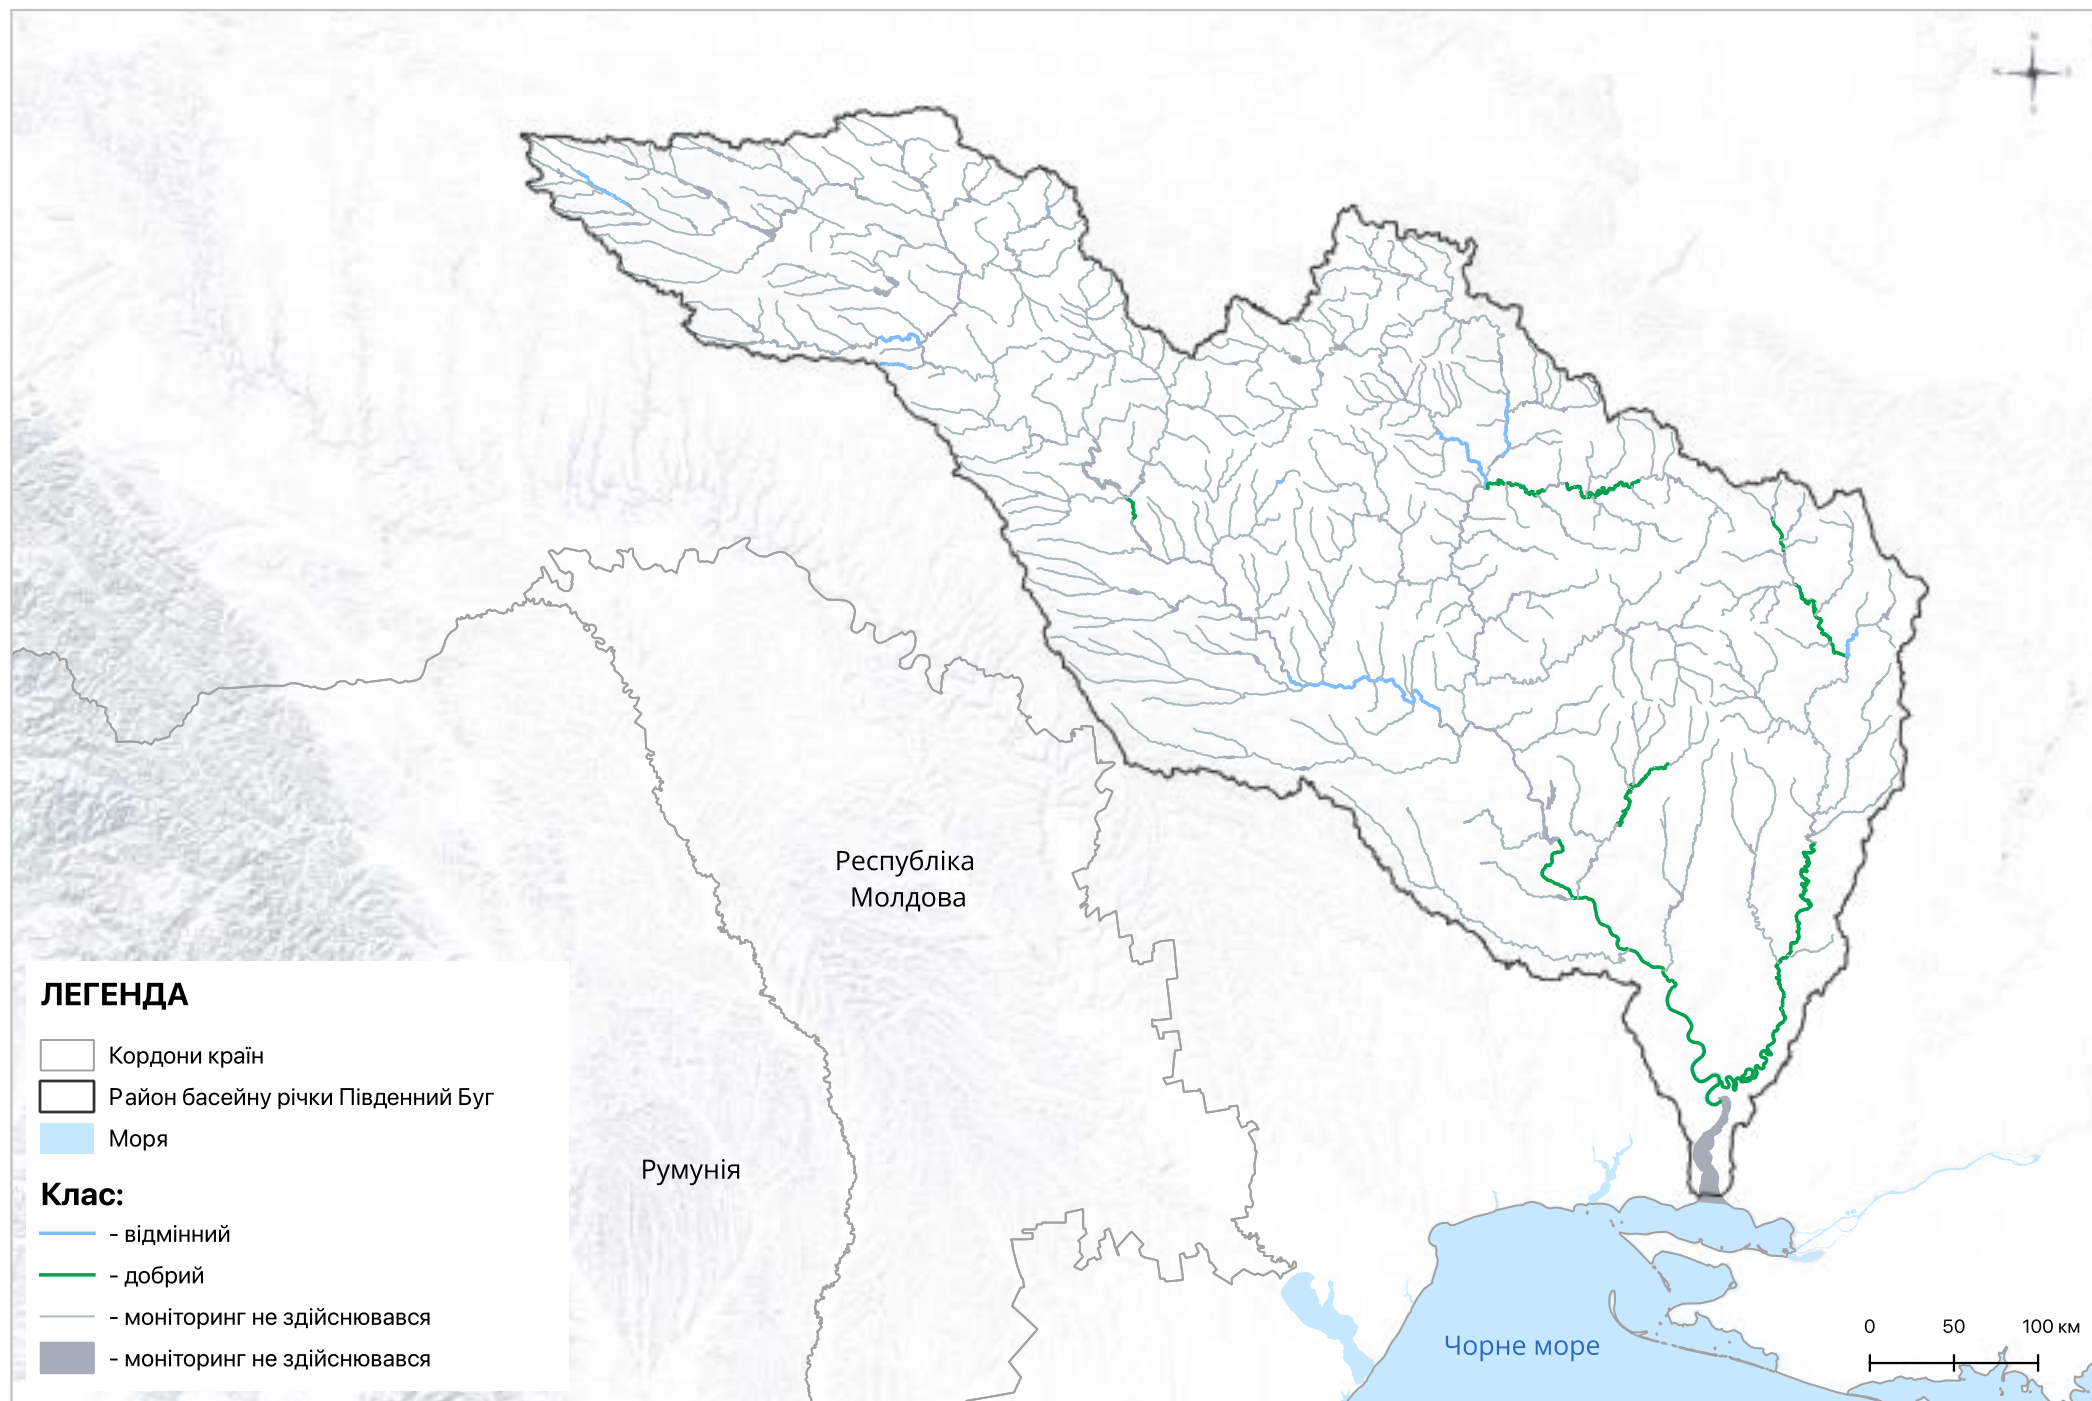 Республіка
Молдова
Румунія
Чорне море
ЛЕГЕНДА
Кордони країн
Район басейну річки Південний Буг
Моря
Клас:
- відмінний
- добрий
- моніторинг не здійснювався
- моніторинг не здійснювався
0 50 100 км